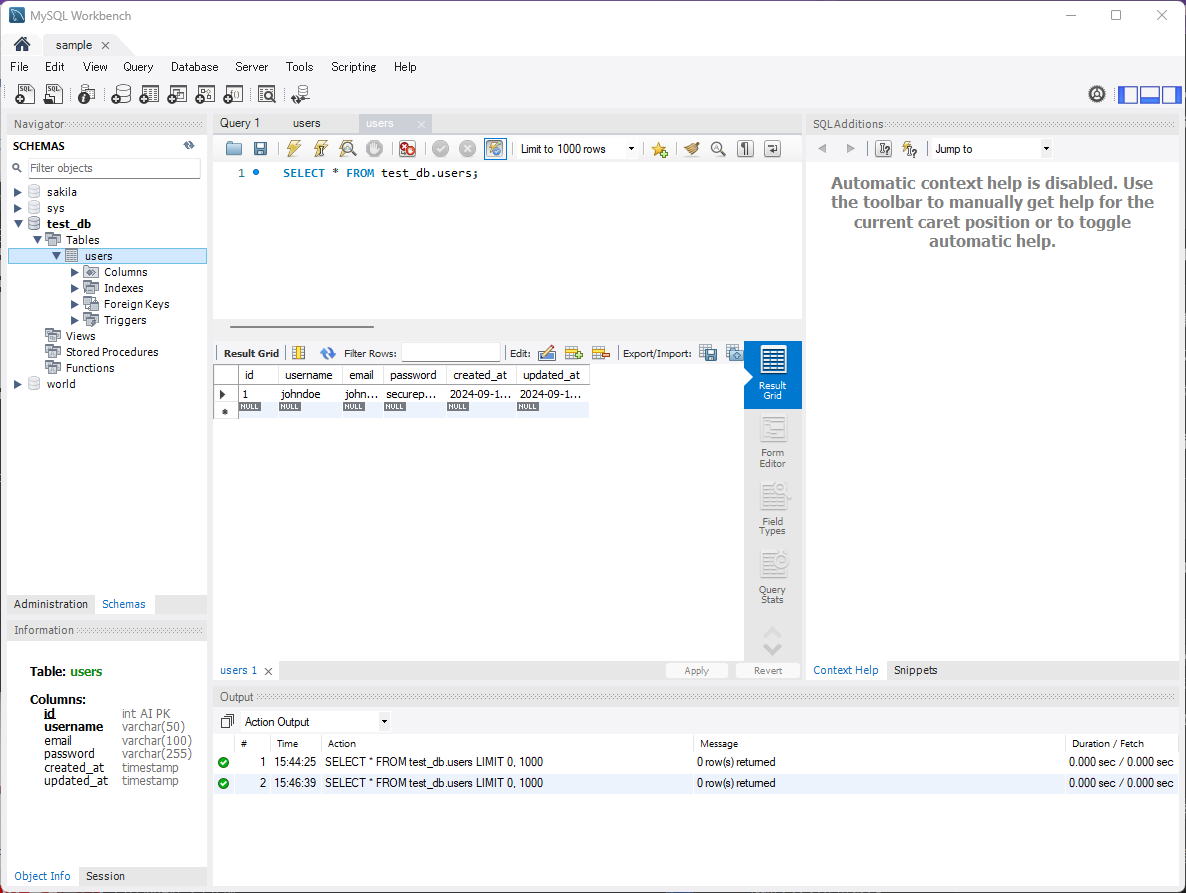 MySQL Workbench
sample
File Edit View Query Database Server Tools Scripting Help
Navigator
SCHEMAS
Filter objects
sakila
sys
test_db
Tables
users
Columns
Indexes
Foreign Keys
Triggers
Views
Stored Procedures
Functions
world
Administration Schemas
Information
Table: users
Columns:
id int AI PK
username varchar(50)
email varchar(100)
password varchar(255)
created_at timestamp
updated_at timestamp
Object Info Session
Query 1 users users
Limit to 1000 rows
1 SELECT * FROM test_db.users;
Result Grid Filter Rows: Edit: Export/Import:
id username email password created_at updated_at
1 johndoe john... securep... 2024-09-1... 2024-09-1...
NULL NULL NULL NULL NULL NULL
Result
Grid
Form
Editor
Field
Types
Query
Stats
users 1 Apply Revert
SQLAdditions
Jump to
Automatic context help is disabled. Use
the toolbar to manually get help for the
current caret position or to toggle
automatic help.
Context Help Snippets
Output
Action Output
# Time Action Message Duration / Fetch
1 15:44:25 SELECT * FROM test_db.users LIMIT 0, 1000 0 row(s) returned 0.000 sec / 0.000 sec
2 15:46:39 SELECT * FROM test_db.users LIMIT 0, 1000 0 row(s) returned 0.000 sec / 0.000 sec